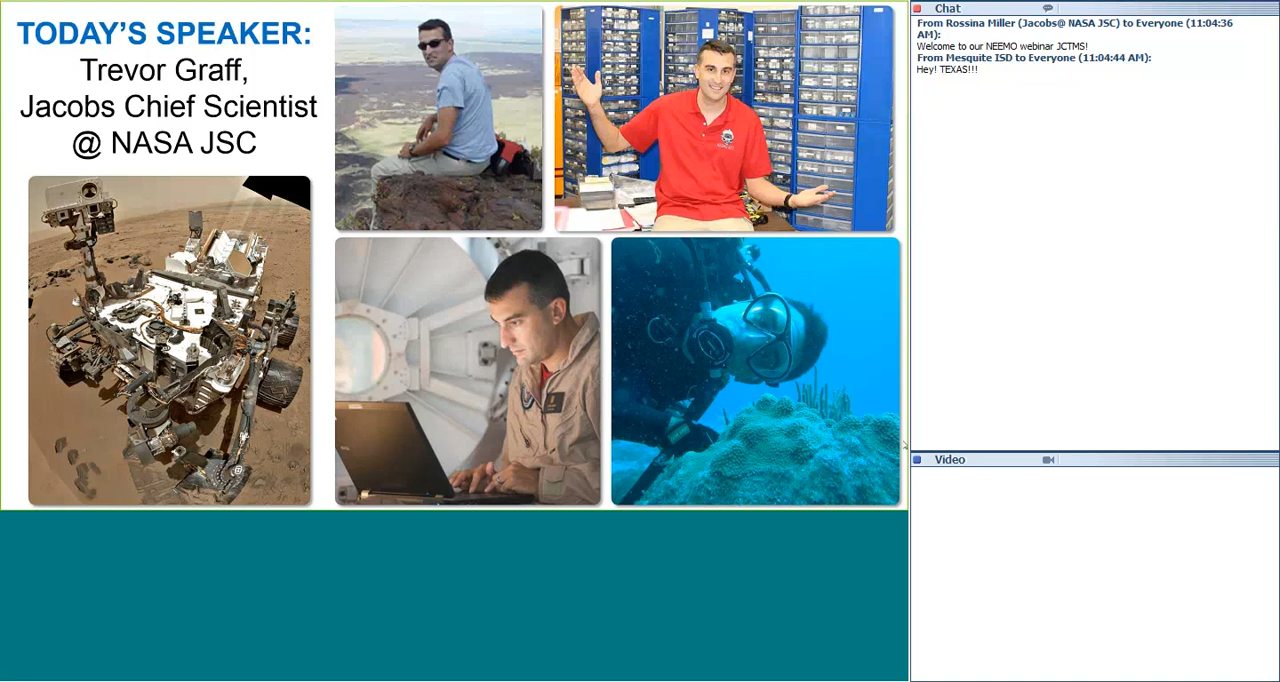 TODAY'S SPEAKER:
Trevor Graff,
Jacobs Chief Scientist
@ NASA JSC
Chat
From Rossina Miller (Jacobs@ NASA JSC) to Everyone (11:04:36
AM):
Welcome to our NEEMO webinar JCTMS!
From Mesquite ISD to Everyone (11:04:44 AM):
Hey! TEXAS!!!
Video